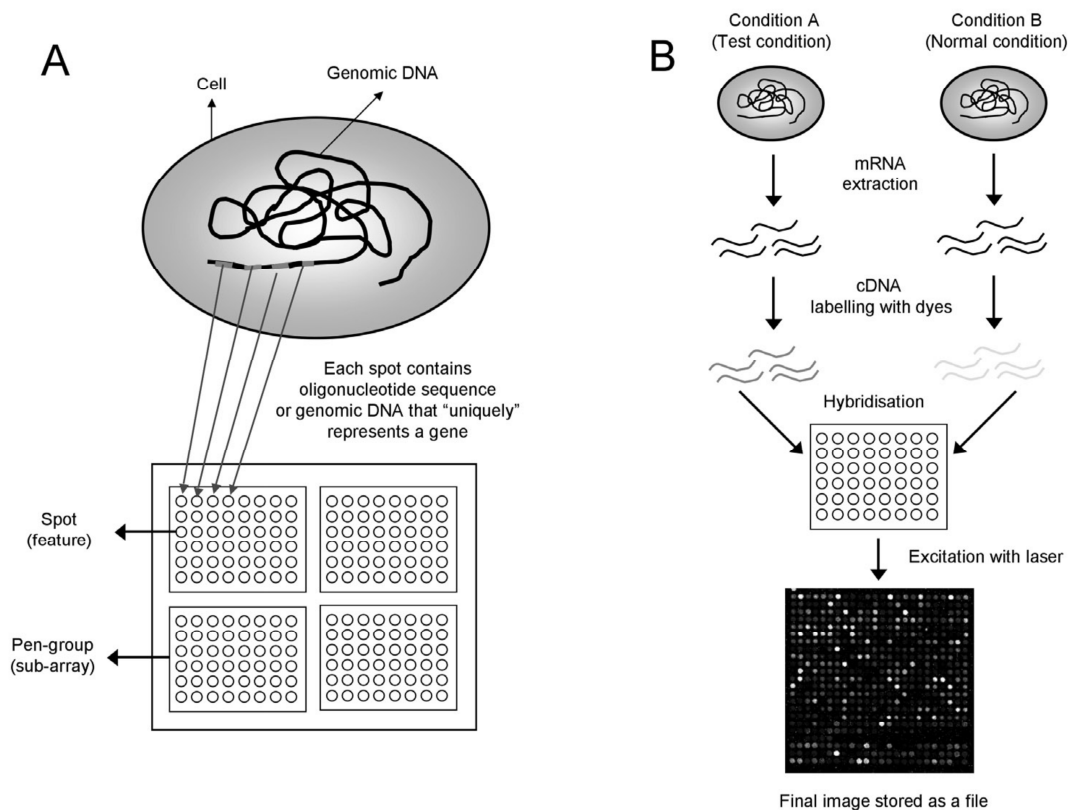 A
Cell
Genomic DNA
Each spot contains
oligonucleotide sequence
or genomic DNA that “uniquely”
represents a gene
Spot
(feature)
Pen-group
(sub-array)
B
Condition A
(Test condition)
Condition B
(Normal condition)
mRNA
extraction
cDNA
labelling with dyes
Hybridisation
Excitation with laser
Final image stored as a file